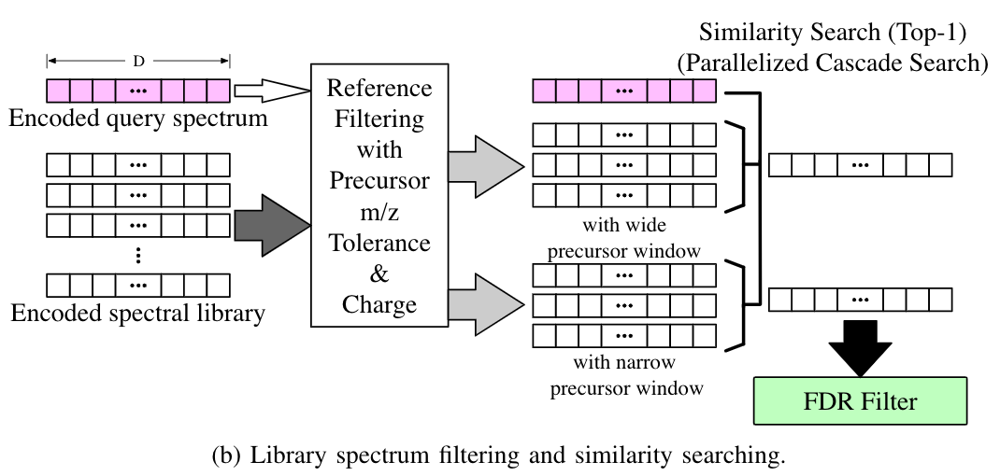 Similarity Search (Top-1)
(Parallelized Cascade Search)
D
...
Encoded query spectrum
...
...
...
...
Encoded spectral library
Reference
Filtering
with
Precursor
m/z
Tolerance
&
Charge
...
...
...
...
with wide
precursor window
...
...
...
with narrow
precursor window
...
...
FDR Filter
(b) Library spectrum filtering and similarity searching.